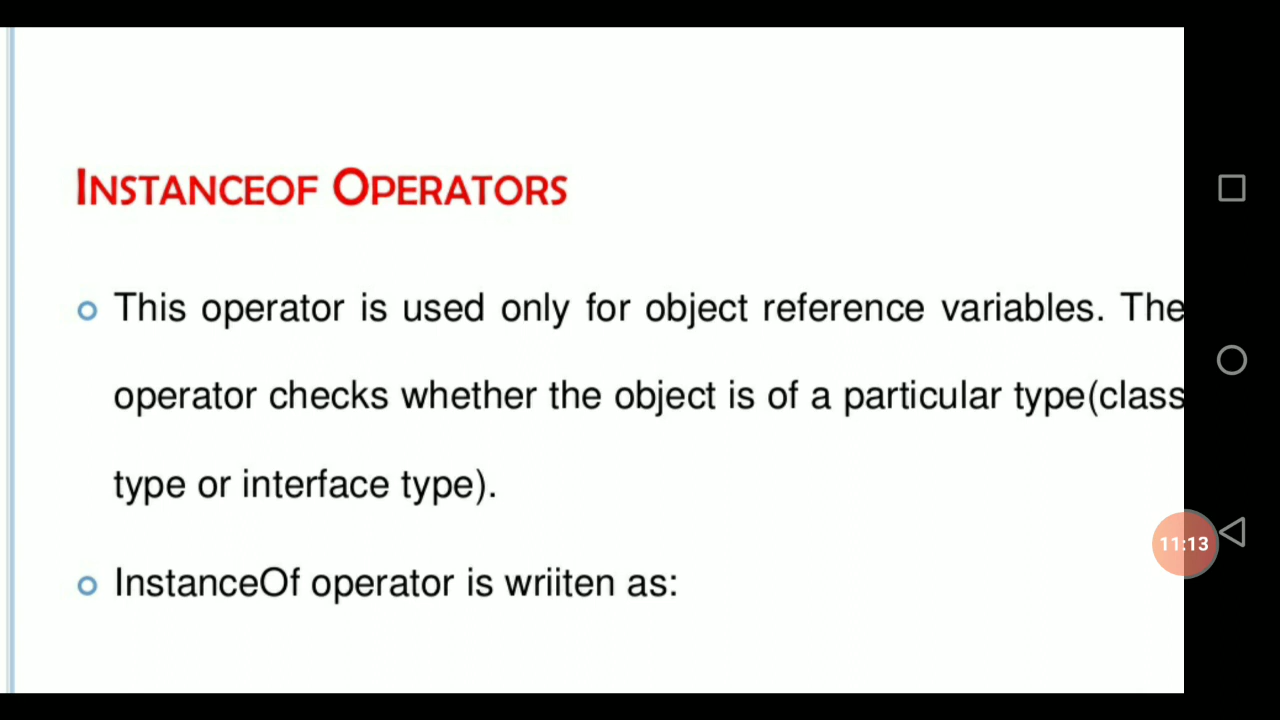 INSTANCEOF OPERATORS
This operator is used only for object reference variables. The
operator checks whether the object is of a particular type(class
type or interface type).
InstanceOf operator is wriiten as:
11:13